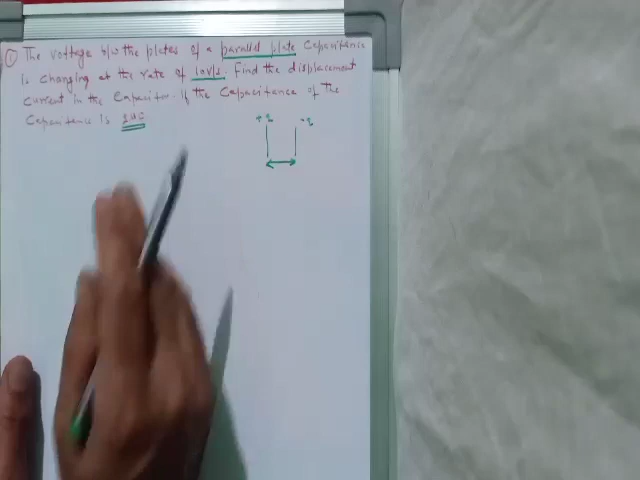 ① The voltage b/w the plates of a parallel plate Capacitance
Is changing at the rate of 10V/s. Find the displacement
current in the Capacitor. If the Capacitance of the
Capacitance is 2μC
+q -q